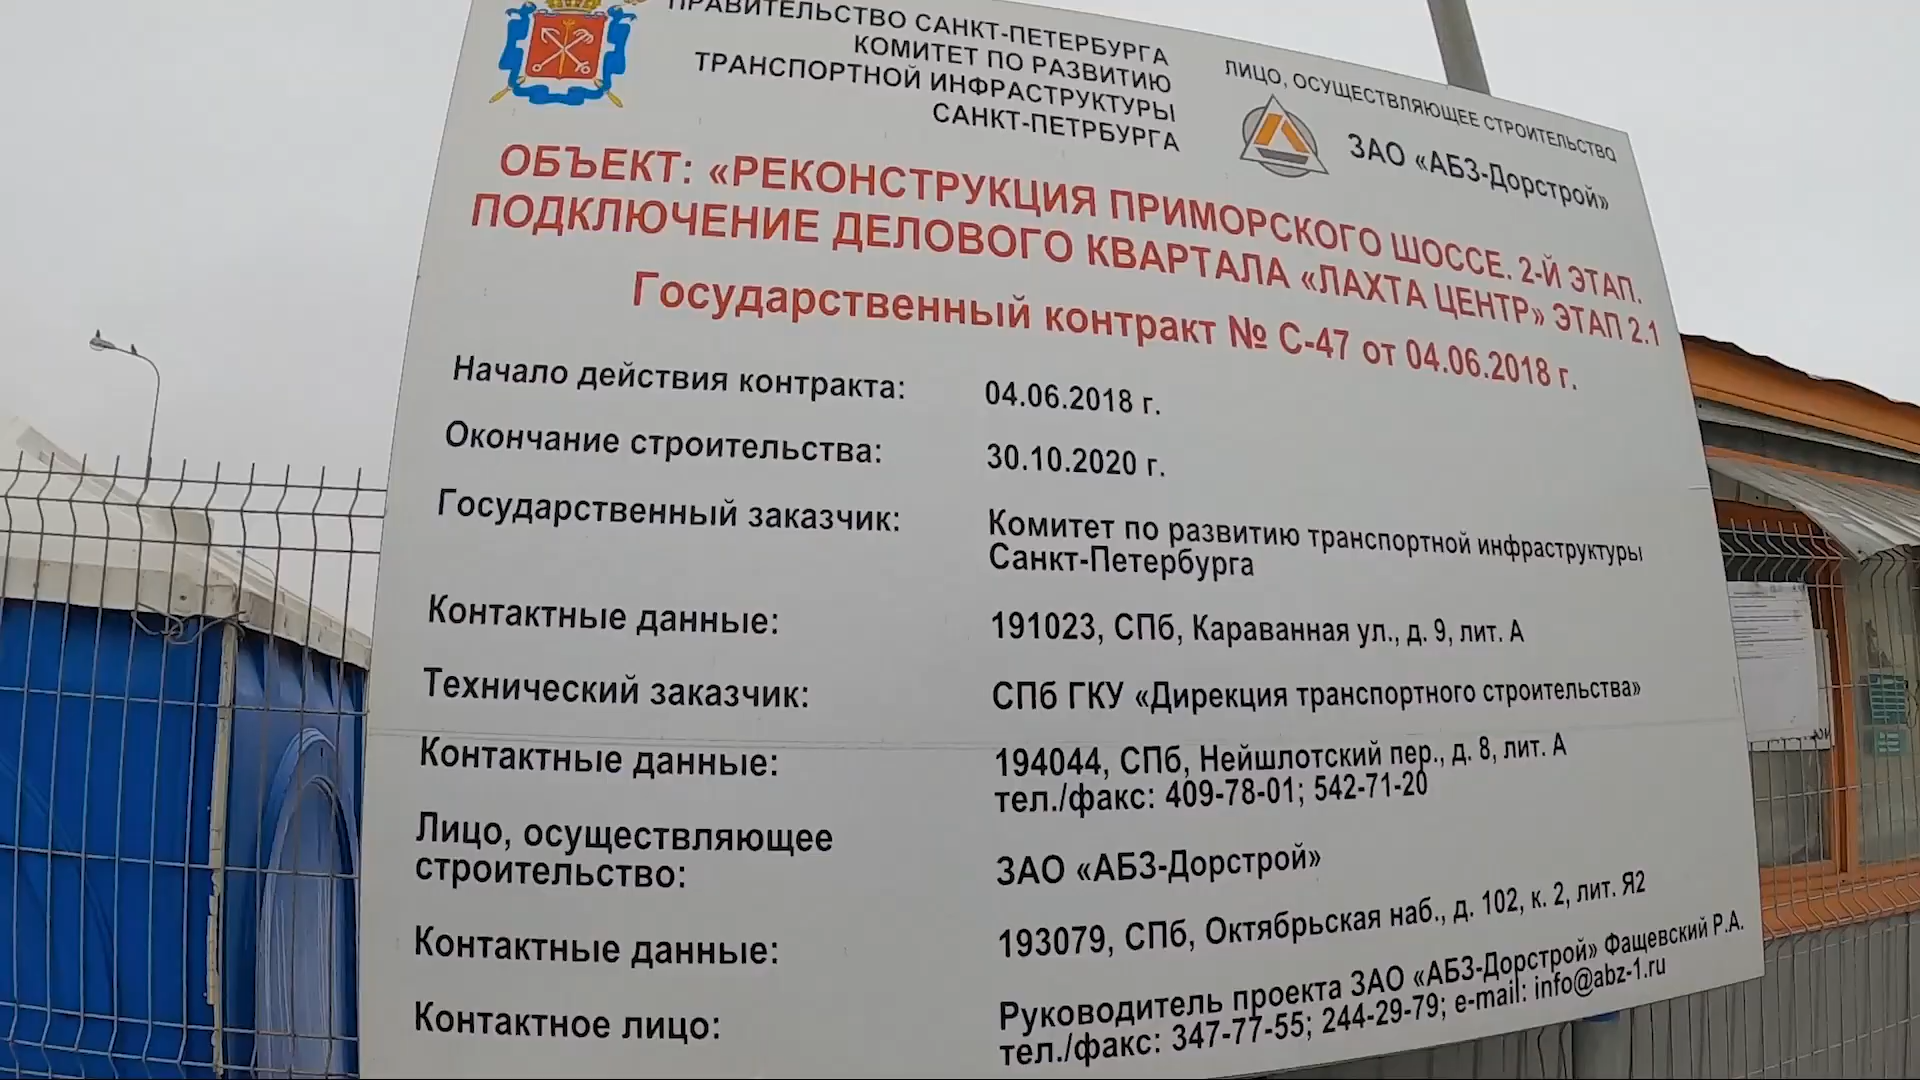 ПРАВИТЕЛЬСТВО САНКТ-ПЕТЕРБУРГА
КОМИТЕТ ПО РАЗВИТИЮ
ТРАНСПОРТНОЙ ИНФРАСТРУКТУРЫ
САНКТ-ПЕТРБУРГА
ЛИЦО, ОСУЩЕСТВЛЯЮЩЕЕ СТРОИТЕЛЬСТВО
ЗАО «АБЗ-Дорстрой»
ОБЪЕКТ: «РЕКОНСТРУКЦИЯ ПРИМОРСКОГО ШОССЕ. 2-Й ЭТАП.
ПОДКЛЮЧЕНИЕ ДЕЛОВОГО КВАРТАЛА «ЛАХТА ЦЕНТР» ЭТАП 2.1
Государственный контракт № С-47 от 04.06.2018 г.
Начало действия контракта: 04.06.2018 г.
Окончание строительства: 30.10.2020 г.
Государственный заказчик: Комитет по развитию транспортной инфраструктуры
Санкт-Петербурга
Контактные данные: 191023, СПб, Караванная ул., д. 9, лит. А
Технический заказчик: СПб ГКУ «Дирекция транспортного строительства»
Контактные данные: 194044, СПб, Нейшлотский пер., д. 8, лит. А
тел./факс: 409-78-01; 542-71-20
Лицо, осуществляющее
строительство: ЗАО «АБЗ-Дорстрой»
Контактные данные: 193079, СПб, Октябрьская наб., д. 102, к. 2, лит. Я2
Контактное лицо: Руководитель проекта ЗАО «АБЗ-Дорстрой» Фащевский Р.А.
тел./факс: 347-77-55; 244-29-79; e-mail: info@abz-1.ru